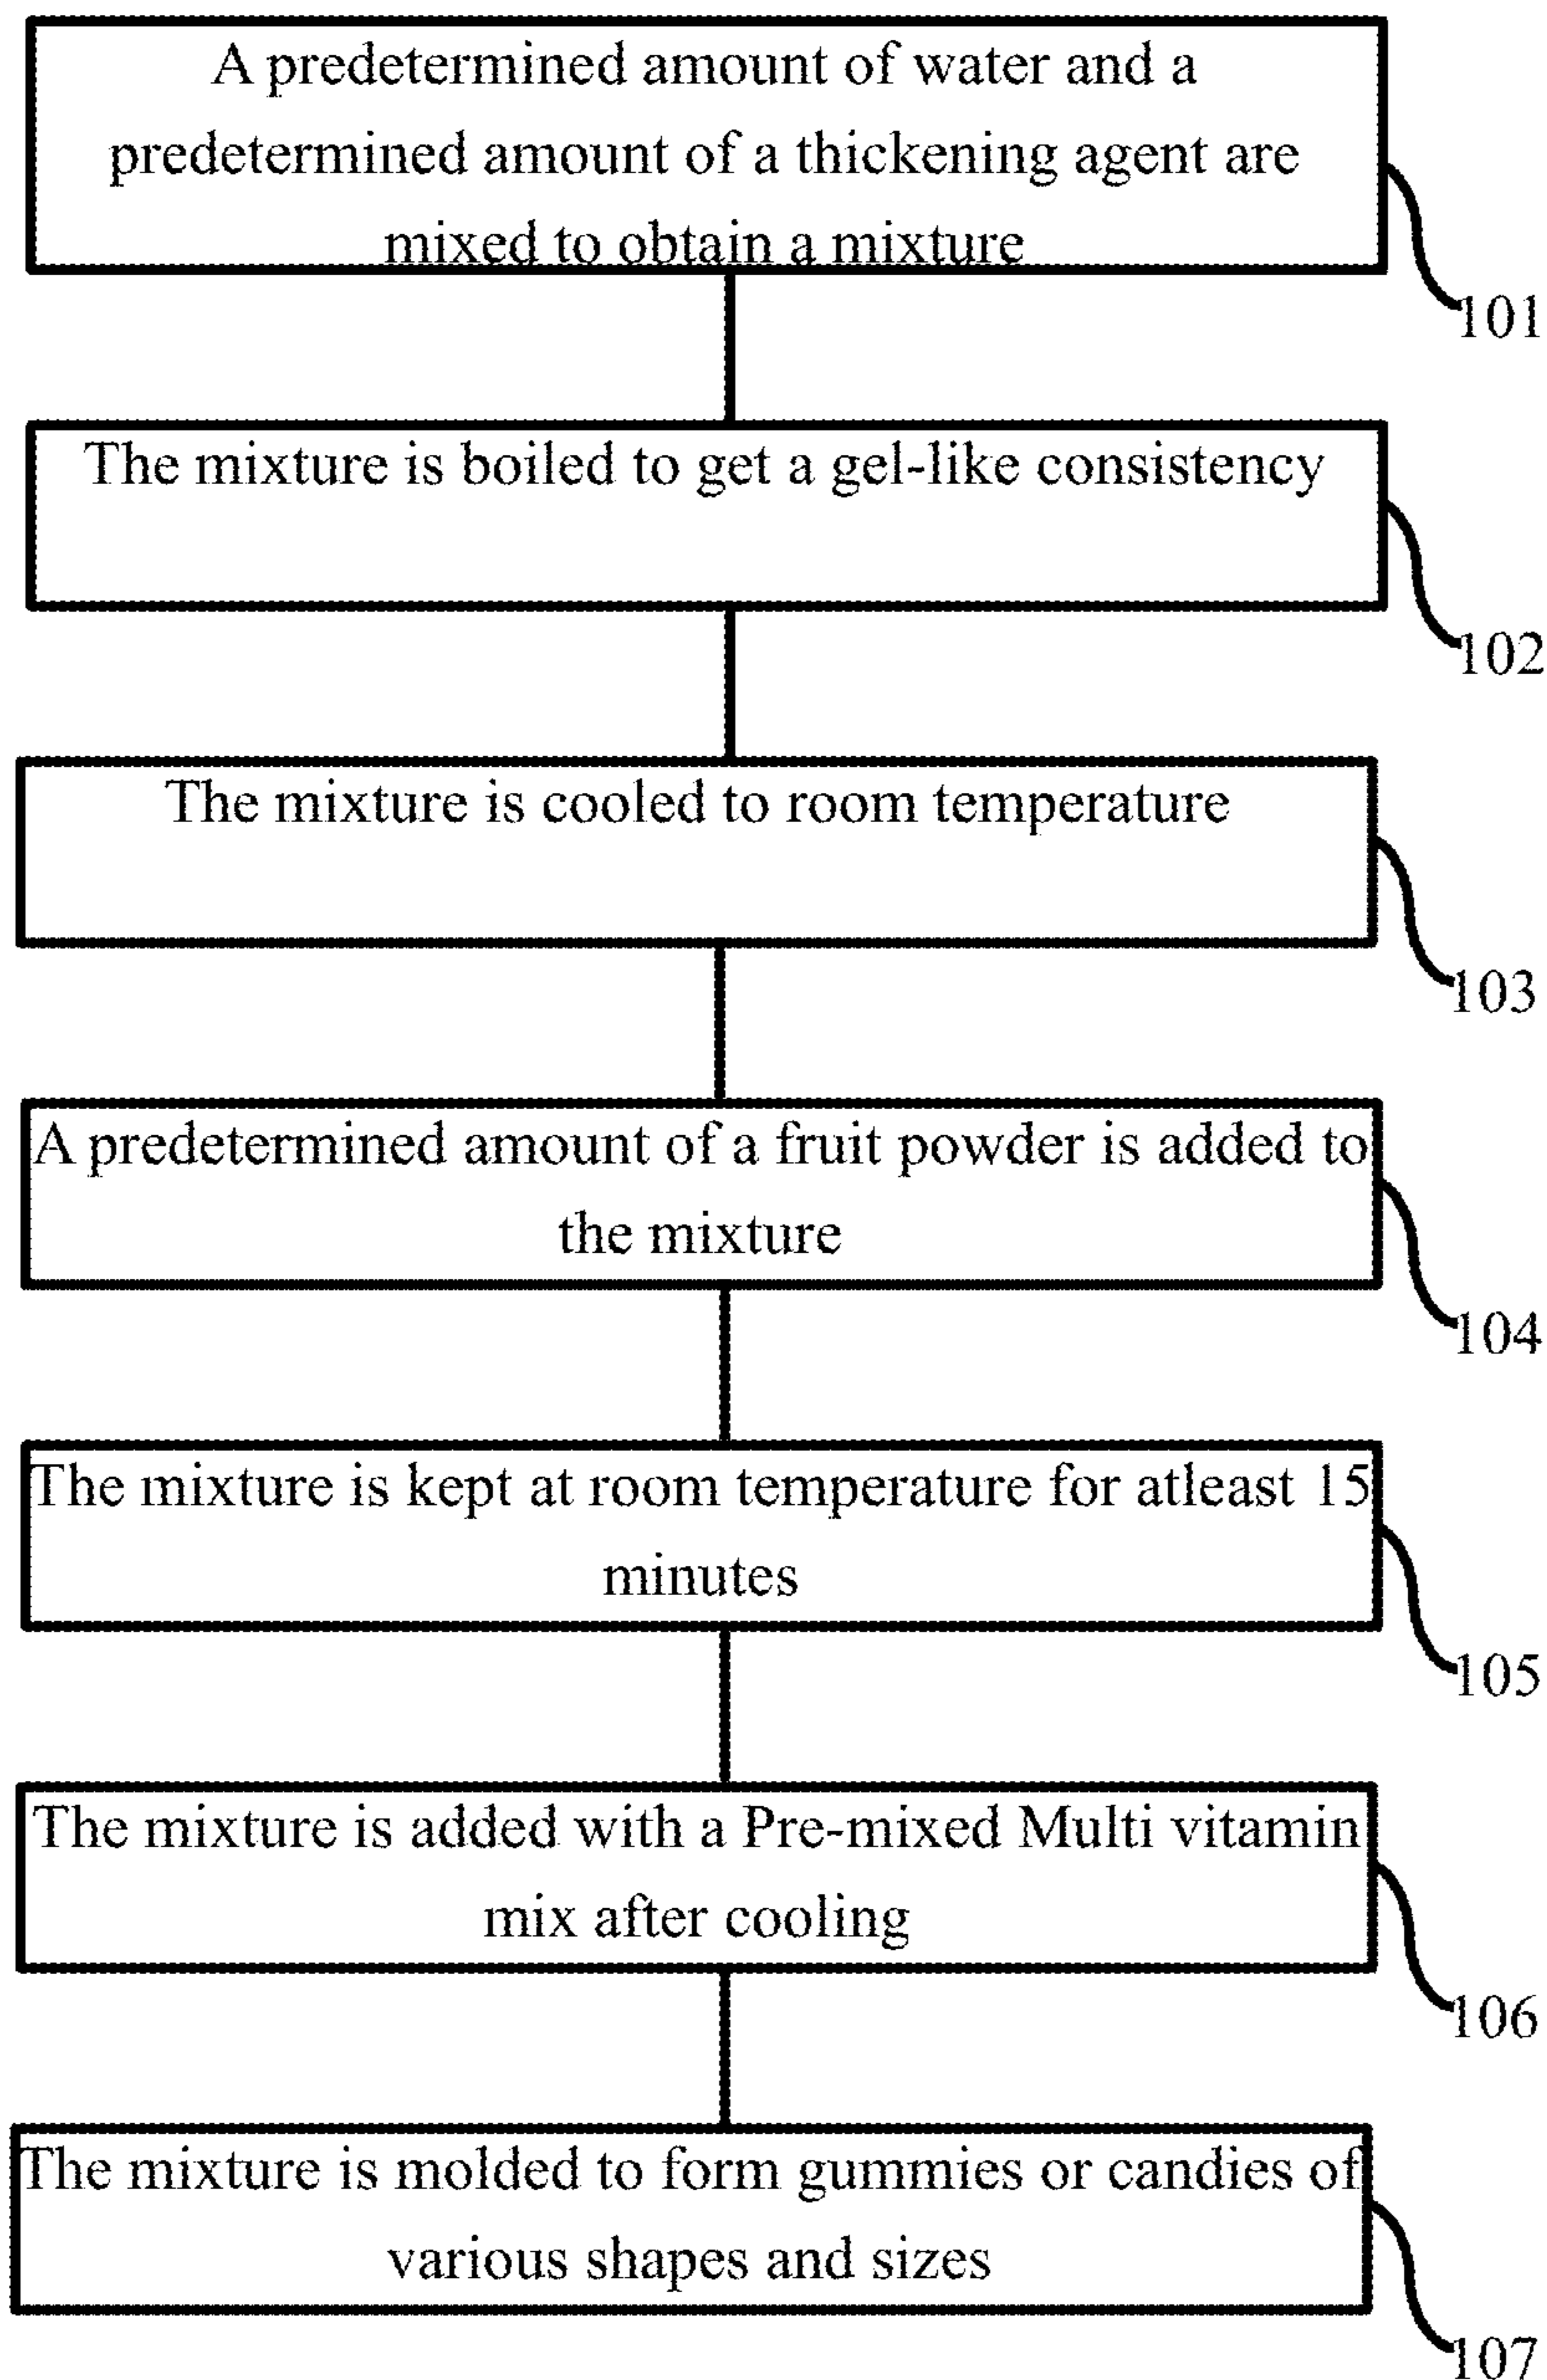 A predetermined amount of water and a
predetermined amount of a thickening agent are
mixed to obtain a mixture
101
The mixture is boiled to get a gel-like consistency
102
The mixture is cooled to room temperature
103
A predetermined amount of a fruit powder is added to
the mixture
104
The mixture is kept at room temperature for atleast 15
minutes
105
The mixture is added with a Pre-mixed Multi vitamin
mix after cooling
106
The mixture is molded to form gummies or candies of
various shapes and sizes
107